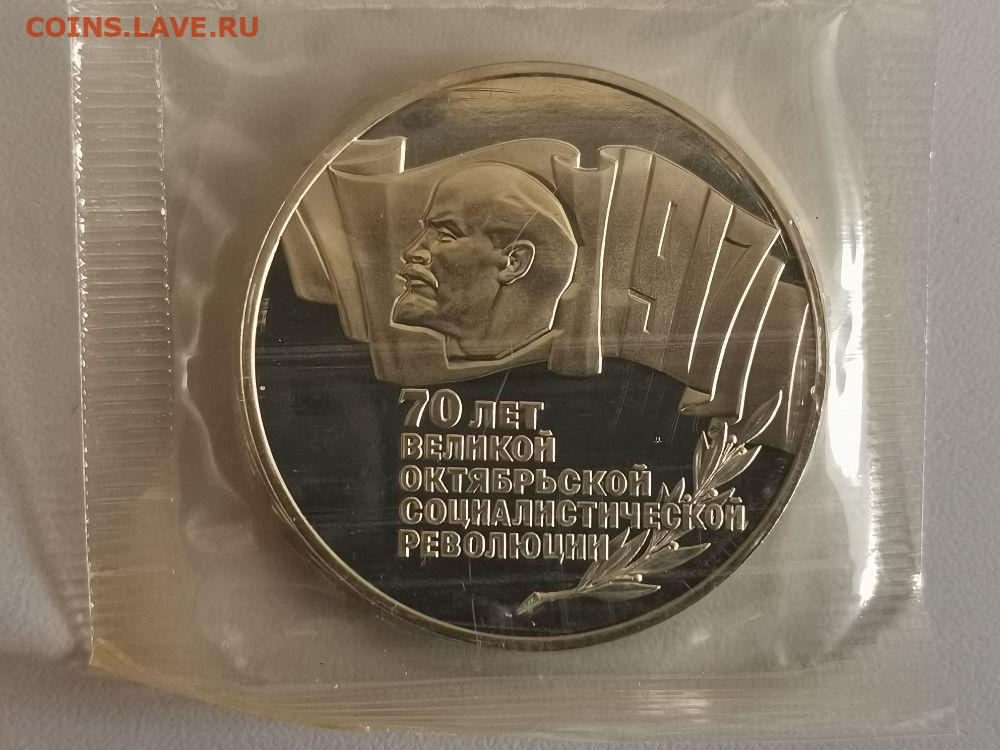 COINS.LAVE.RU
1917
70 ЛЕТ
ВЕЛИКОЙ
ОКТЯБРЬСКОЙ
СОЦИАЛИСТИЧЕСКОЙ
РЕВОЛЮЦИИ